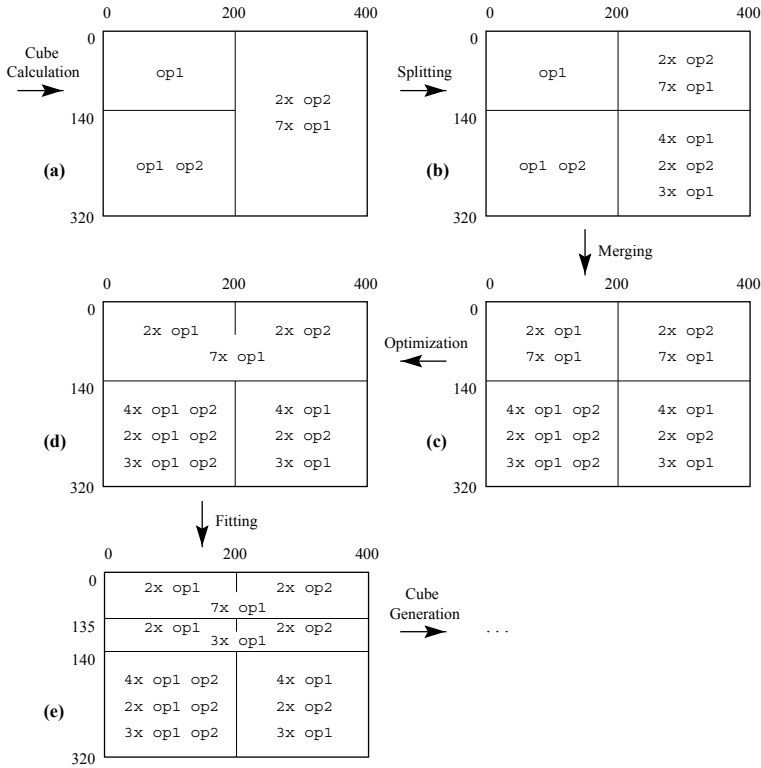 0 200 400
0
Cube
Calculation
op1
2x op2
7x op1
140
op1 op2
(a)
320
Splitting
0 200 400
0
op1
2x op2
7x op1
140
op1 op2
4x op1
2x op2
3x op1
(b)
320
Merging
0 200 400
0
2x op1 2x op2
7x op1 7x op1
140
4x op1 op2 4x op1
2x op1 op2 2x op2
3x op1 op2 3x op1
(c)
320
Optimization
0 200 400
0
2x op1 2x op2
7x op1
140
4x op1 op2 4x op1
2x op1 op2 2x op2
3x op1 op2 3x op1
(d)
320
Fitting
0 200 400
0
2x op1 2x op2
7x op1
135
2x op1 2x op2
3x op1
140
4x op1 op2 4x op1
2x op1 op2 2x op2
3x op1 op2 3x op1
(e)
320
Cube
Generation
. . .